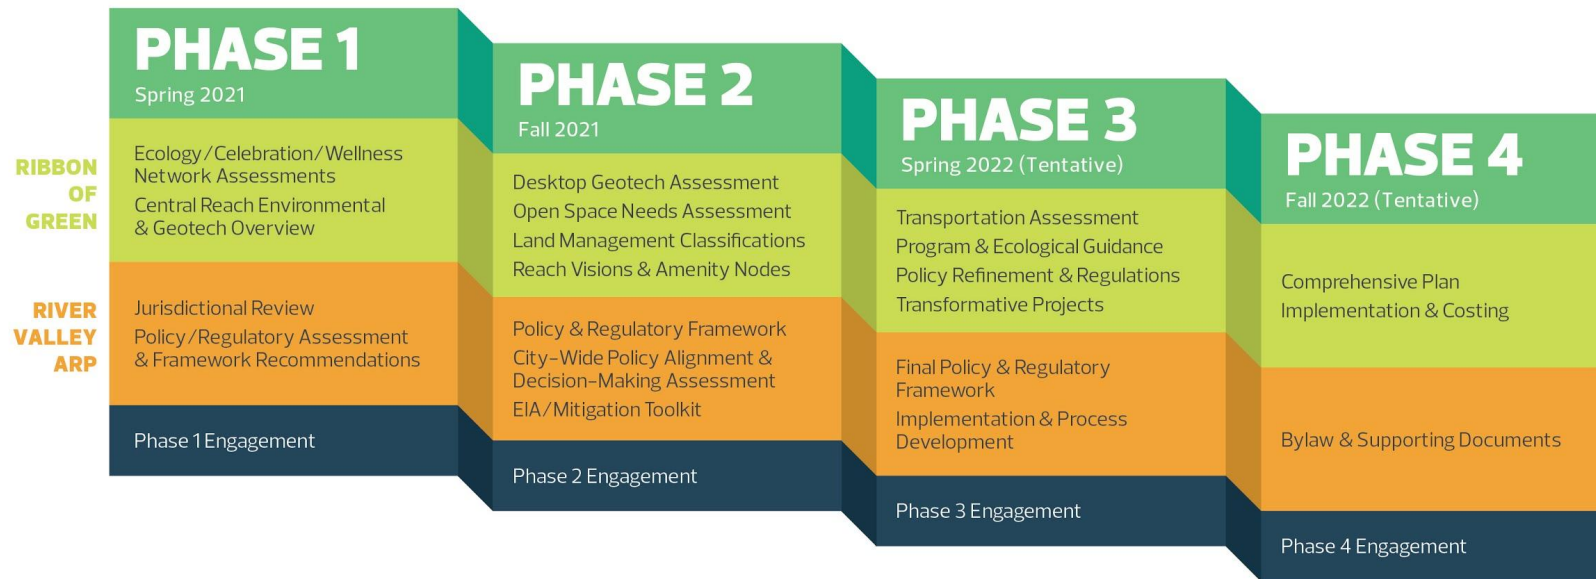 RIBBON
OF
GREEN
RIVER
VALLEY
ARP
PHASE 1
Spring 2021
Ecology/Celebration/Wellness
Network Assessments
Central Reach Environmental
& Geotech Overview
Jurisdictional Review
Policy/Regulatory Assessment
& Framework Recommendations
Phase 1 Engagement
PHASE 2
Fall 2021
Desktop Geotech Assessment
Open Space Needs Assessment
Land Management Classifications
Reach Visions & Amenity Nodes
Policy & Regulatory Framework
City-Wide Policy Alignment &
Decision-Making Assessment
EIA/Mitigation Toolkit
Phase 2 Engagement
PHASE 3
Spring 2022 (Tentative)
Transportation Assessment
Program & Ecological Guidance
Policy Refinement & Regulations
Transformative Projects
Final Policy & Regulatory
Framework
Implementation & Process
Development
Phase 3 Engagement
PHASE 4
Fall 2022 (Tentative)
Comprehensive Plan
Implementation & Costing
Bylaw & Supporting Documents
Phase 4 Engagement